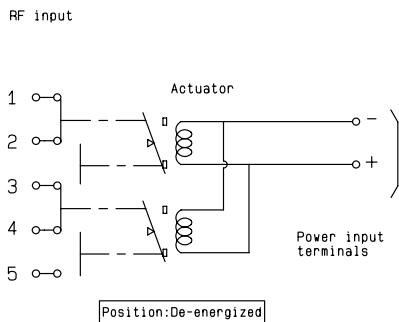 RF input
Actuator
1
2
3
4
5
−
+
Power input
terminals
Position:De-energized